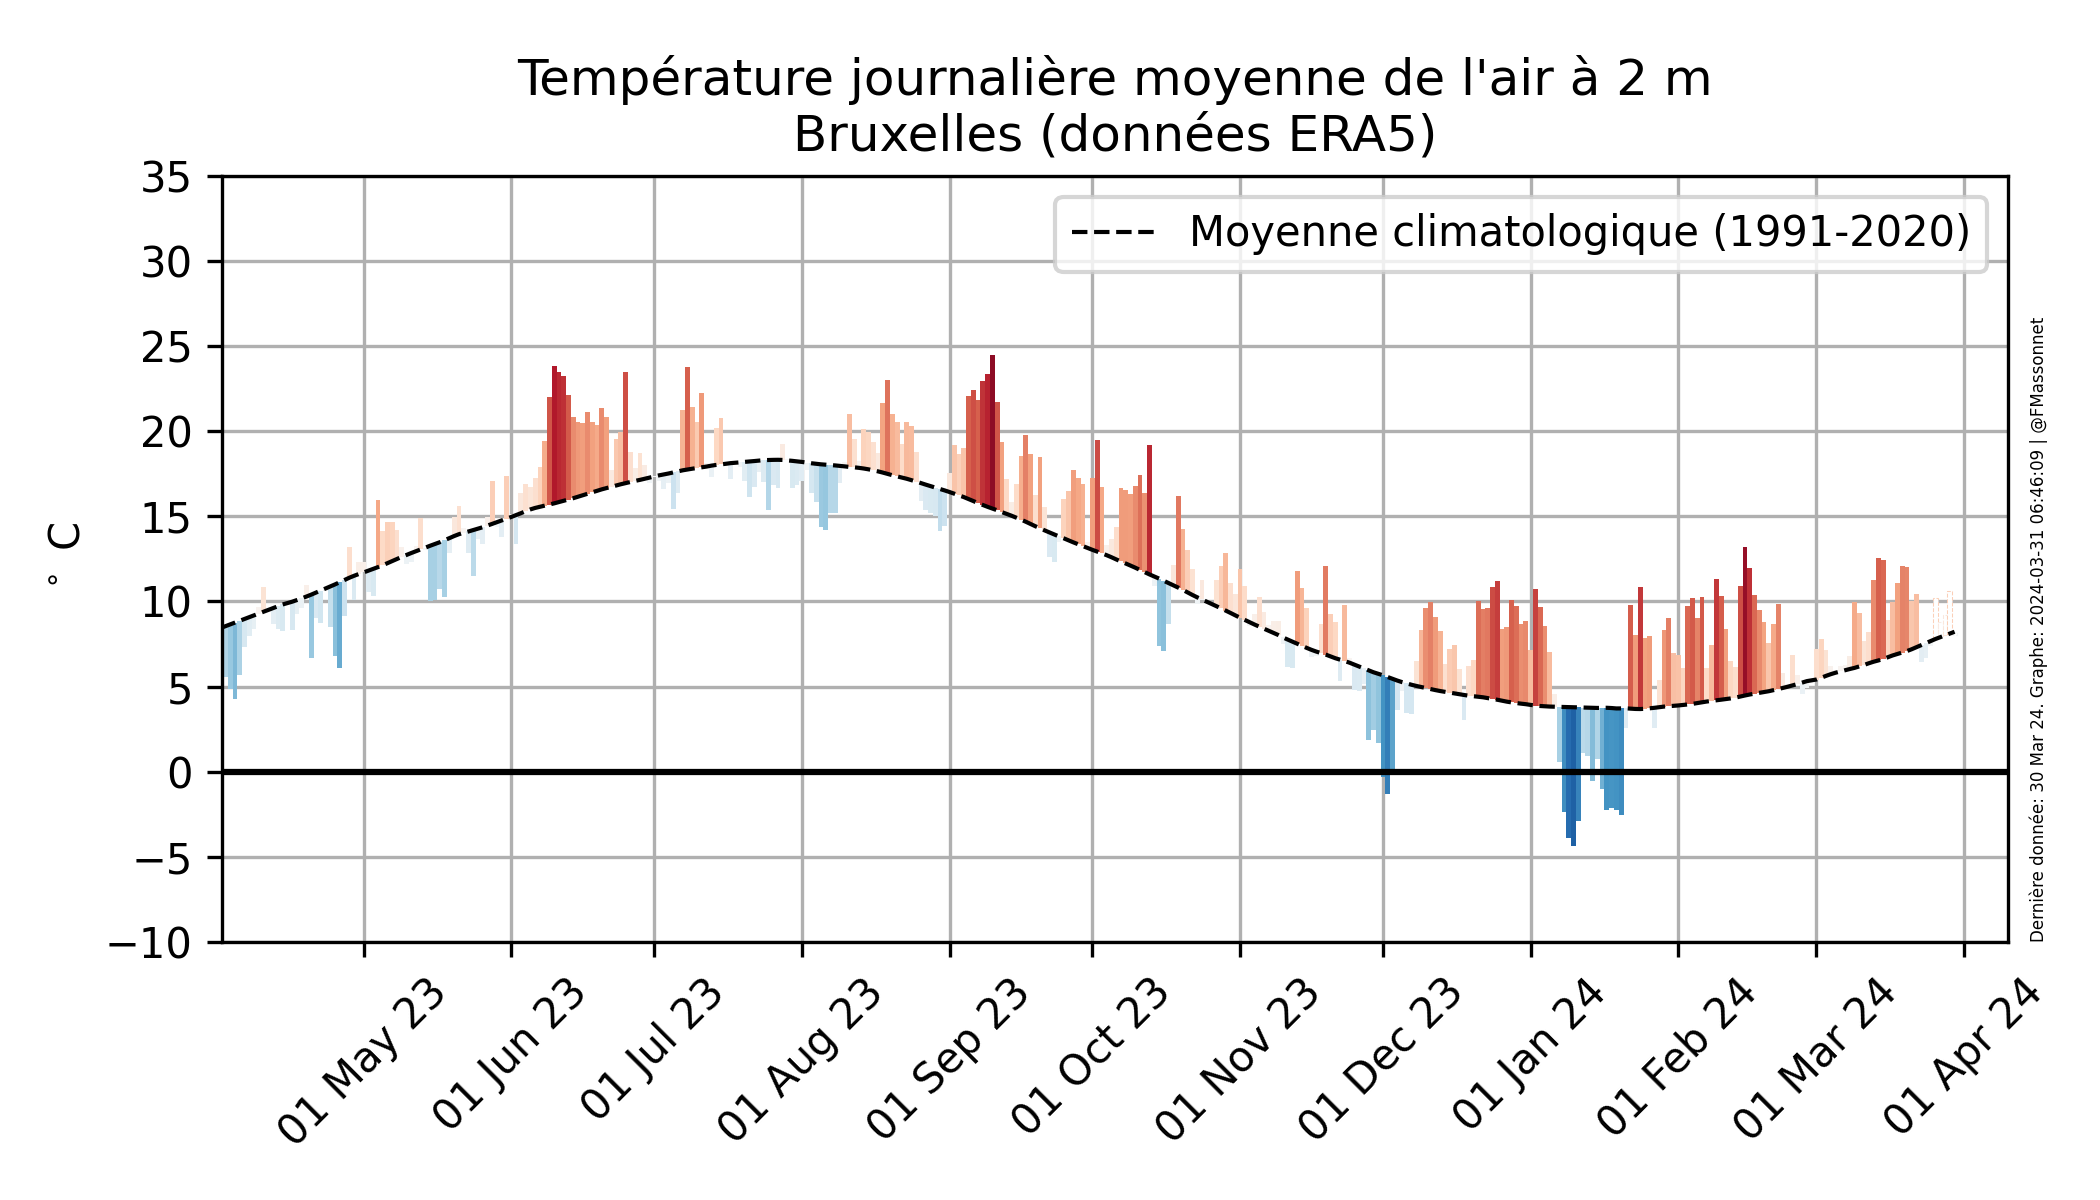 Température journalière moyenne de l'air à 2 m
Bruxelles (données ERA5)
Moyenne climatologique (1991-2020)
35
30
25
20
15
10
5
0
−5
−10
° C
01 May 23
01 Jun 23
01 Jul 23
01 Aug 23
01 Sep 23
01 Oct 23
01 Nov 23
01 Dec 23
01 Jan 24
01 Feb 24
01 Mar 24
01 Apr 24
Dernière donnée: 30 Mar 24. Graphe: 2024-03-31 06:46:09 | @FMassonnet